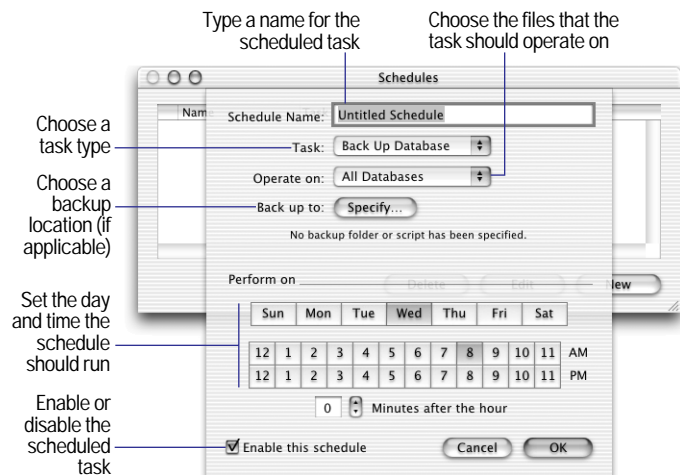 Type a name for the
scheduled task
Choose the files that the
task should operate on
Schedules
Name
Choose a
task type
Choose a
backup
location (if
applicable)
Set the day
and time the
schedule
should run
Enable or
disable the
scheduled
task
Schedule Name: Untitled Schedule
Task: Back Up Database
Operate on: All Databases
Back up to: Specify...
No backup folder or script has been specified.
Perform on
Delete Edit New
Sun Mon Tue Wed Thu Fri Sat
12 1 2 3 4 5 6 7 8 9 10 11 AM
12 1 2 3 4 5 6 7 8 9 10 11 PM
0 Minutes after the hour
Enable this schedule Cancel OK